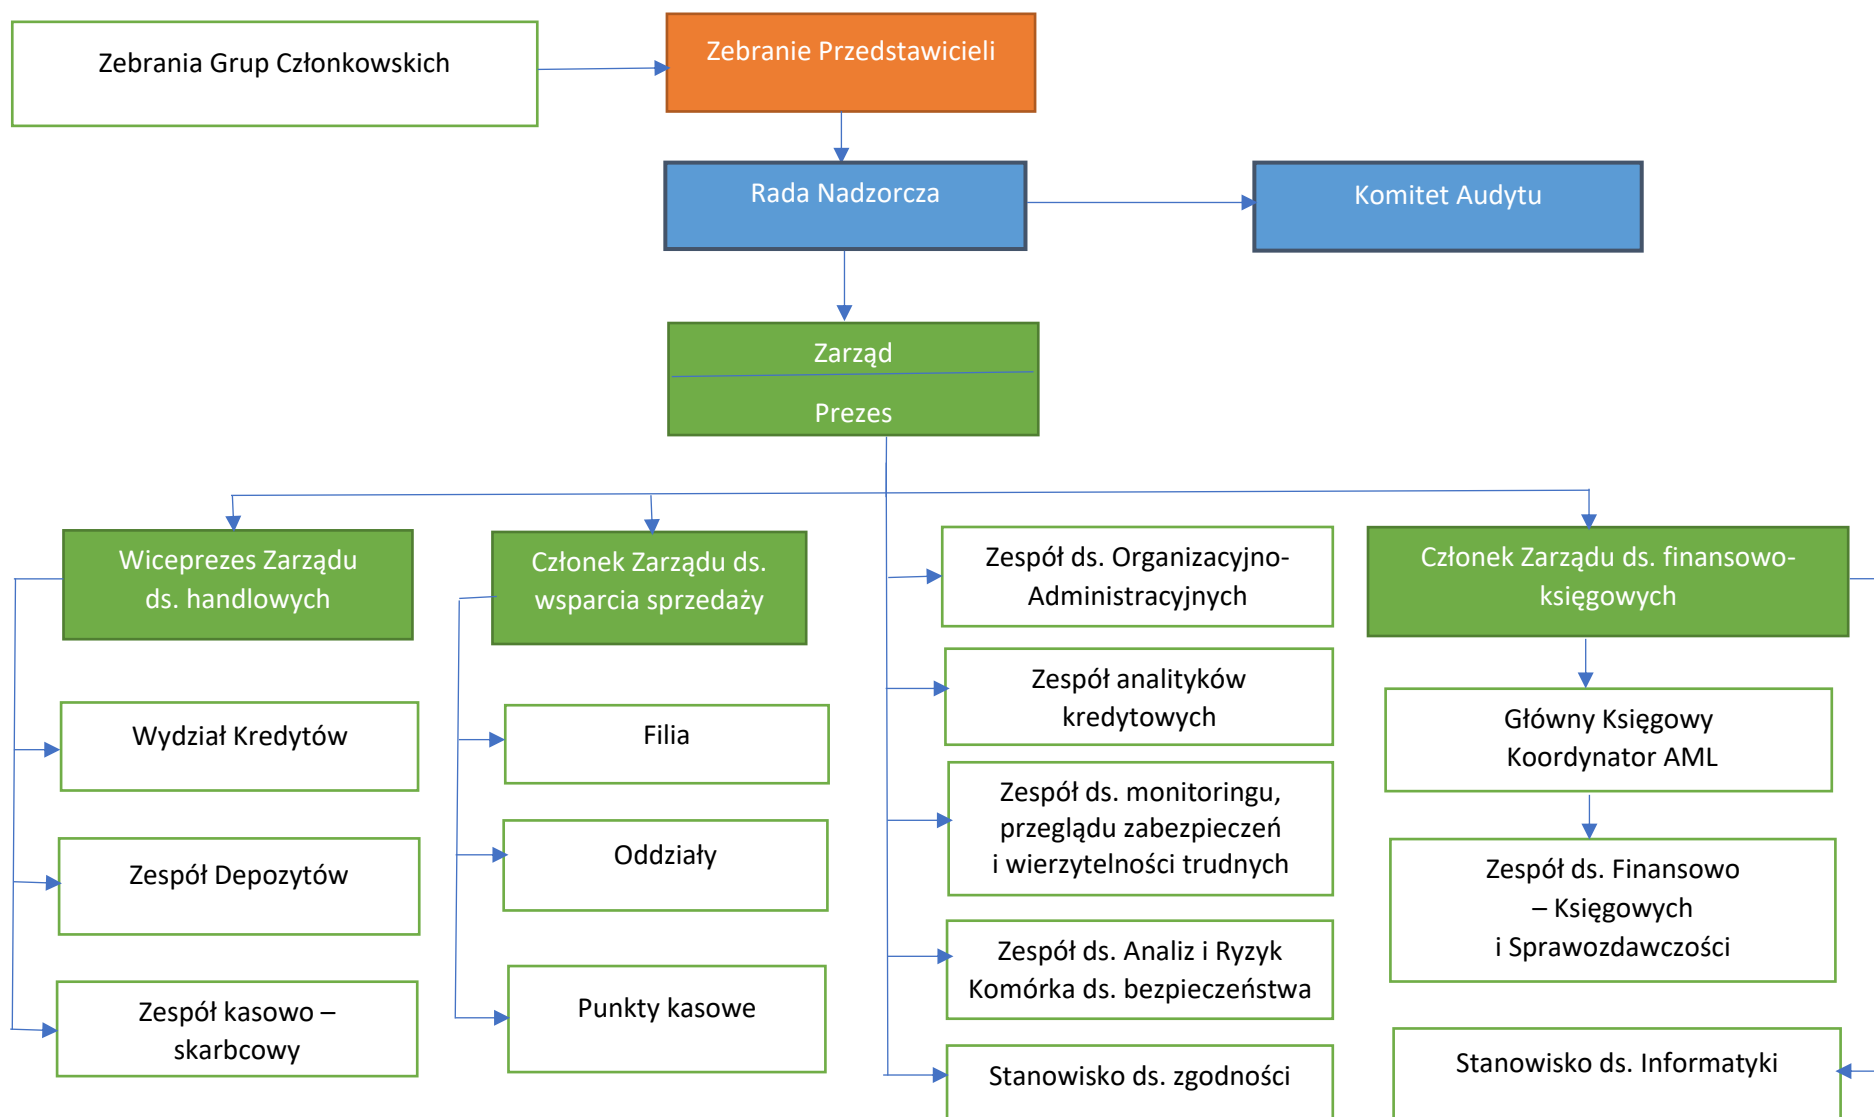 Zebrania Grup Członkowskich
Zebranie Przedstawicieli
Rada Nadzorcza
Komitet Audytu
Zarząd
Prezes
Wiceprezes Zarządu
ds. handlowych
Członek Zarządu ds.
wsparcia sprzedaży
Zespół ds. Organizacyjno-
Administracyjnych
Członek Zarządu ds. finansowo-
księgowych
Wydział Kredytów
Filia
Zespół analityków
kredytowych
Główny Księgowy
Koordynator AML
Zespół Depozytów
Oddziały
Zespół ds. monitoringu,
przeglądu zabezpieczeń
i wierzytelności trudnych
Zespół ds. Finansowo
– Księgowych
i Sprawozdawczości
Zespół kasowo –
skarbcowy
Punkty kasowe
Zespół ds. Analiz i Ryzyk
Komórka ds. bezpieczeństwa
Stanowisko ds. zgodności
Stanowisko ds. Informatyki